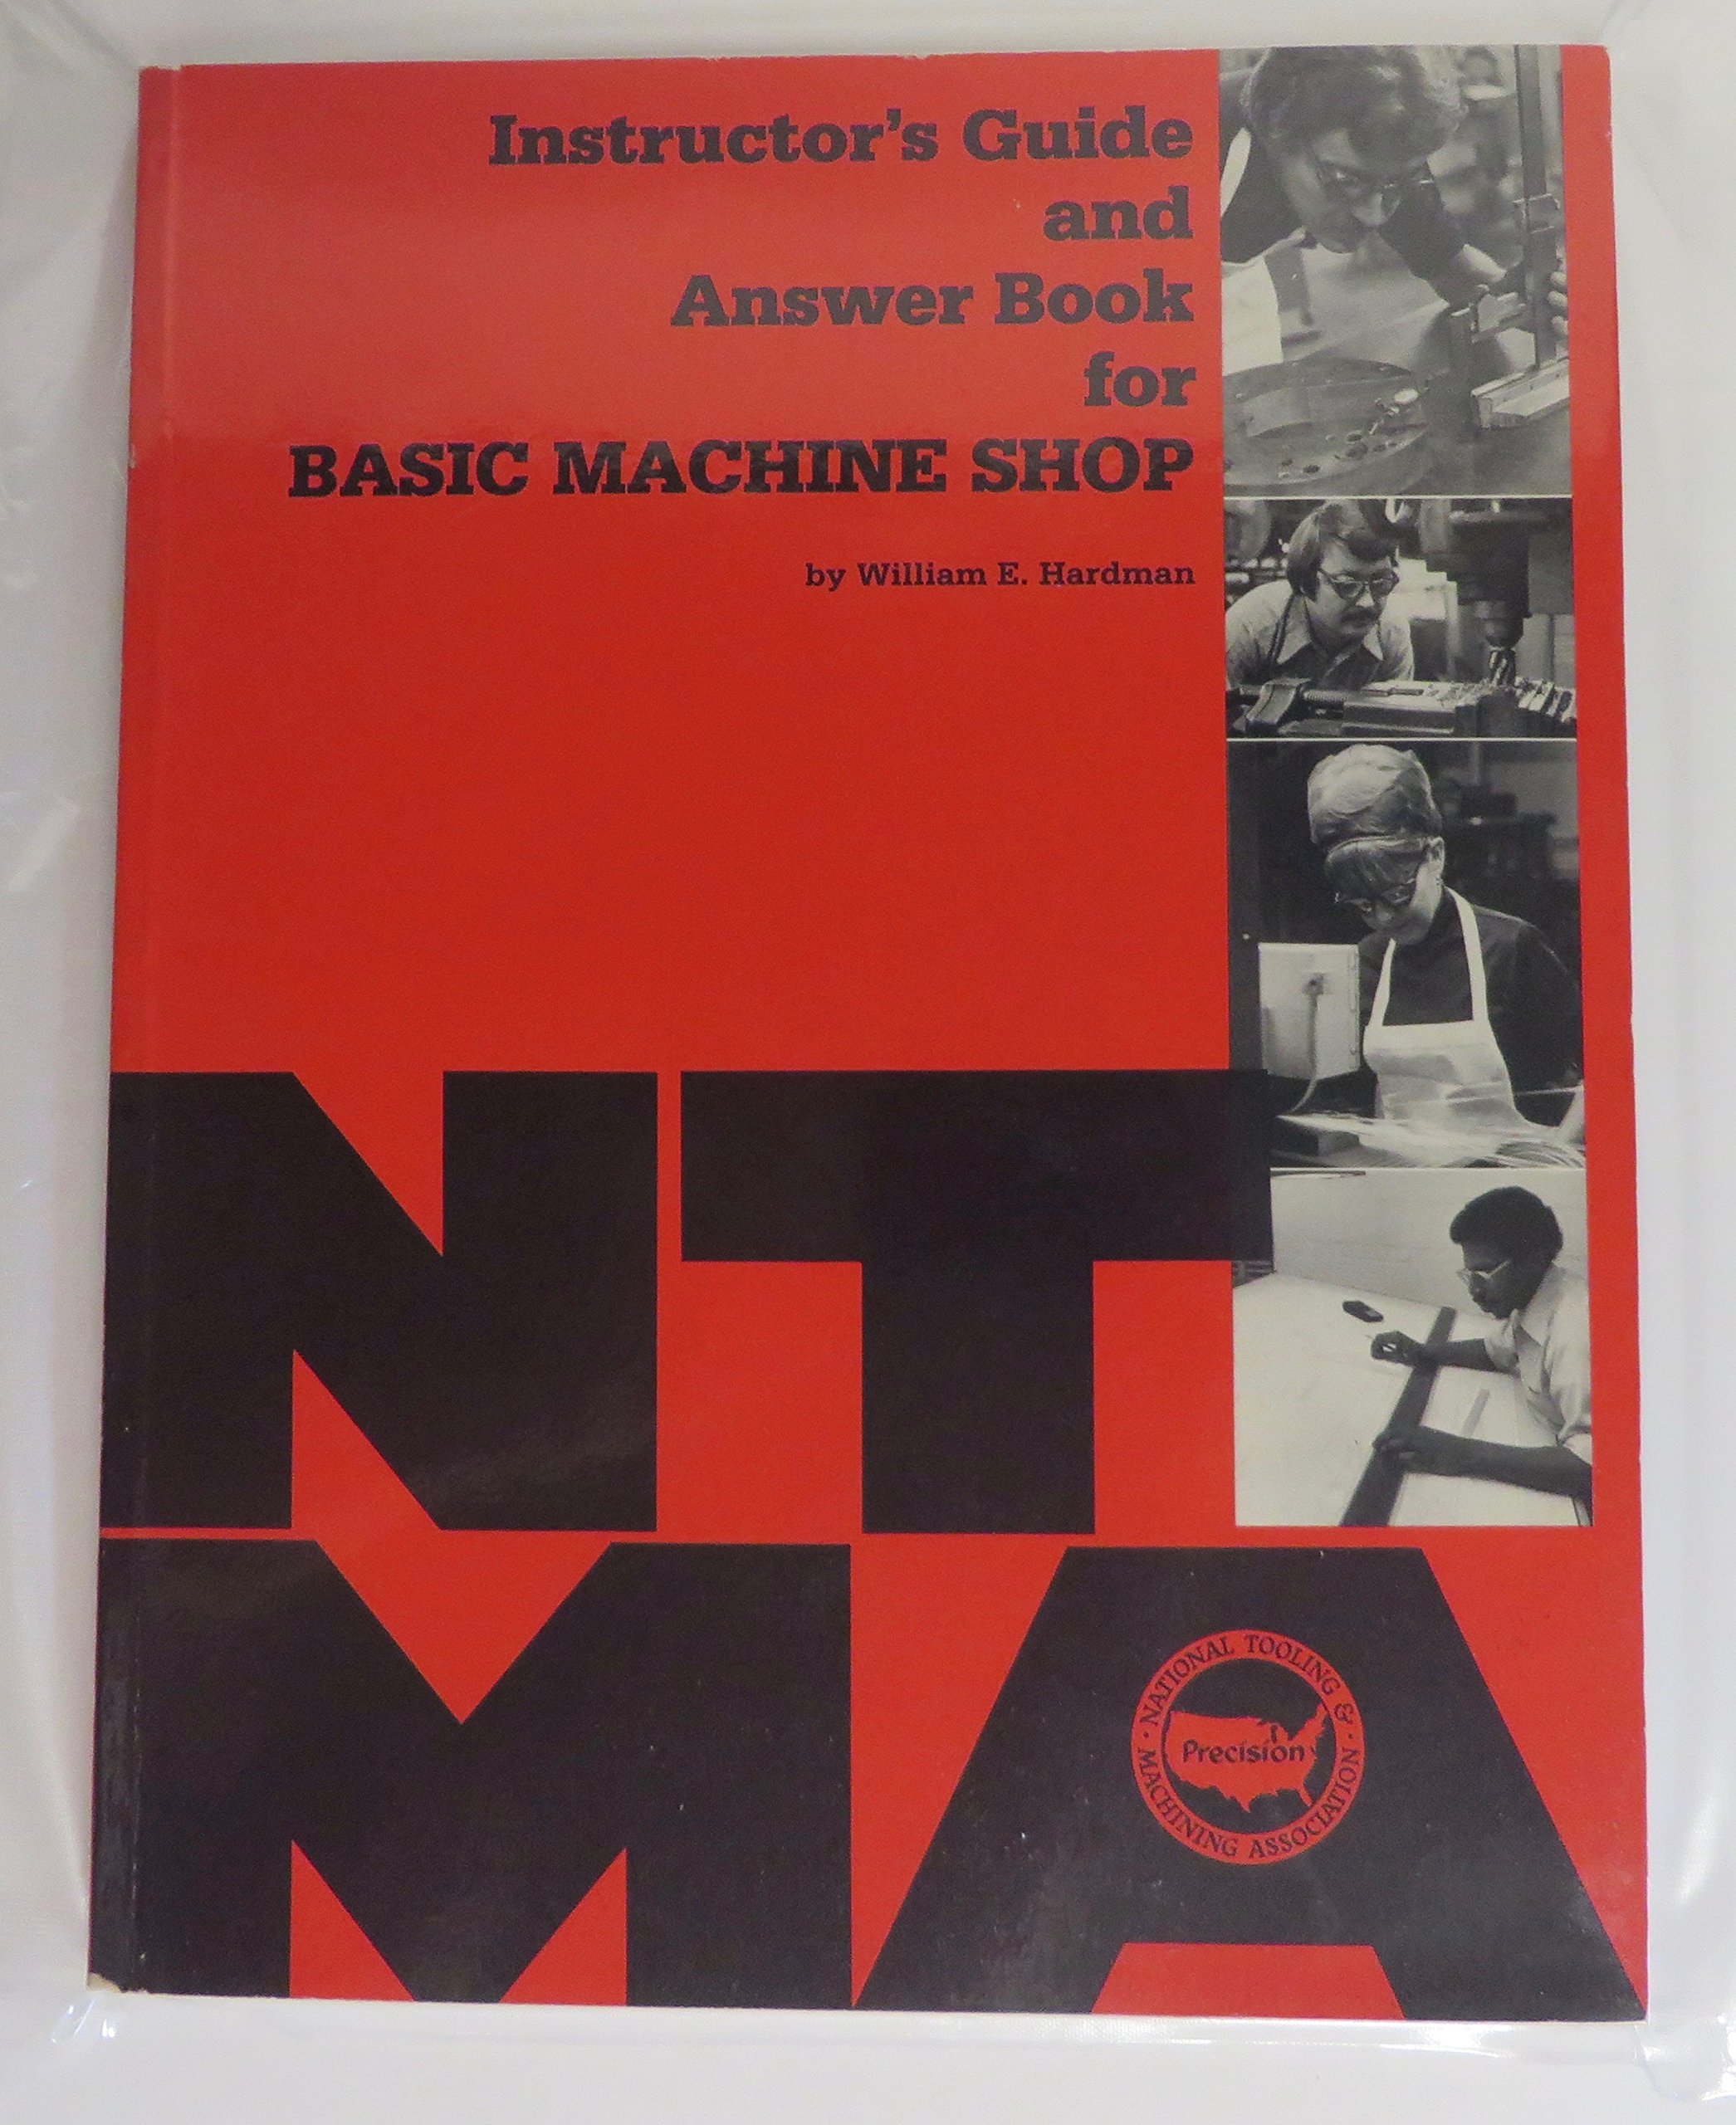 Instructor's Guide
and
Answer Book
for
BASIC MACHINE SHOP
by William E. Hardman
NT
MA
· NATIONAL TOOLING &
Precision
MACHINING ASSOCIATION ·